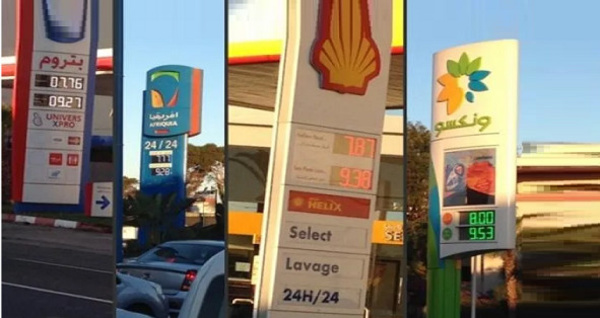 بتروم
07.76
09.27
UNIVERS
XPRO
افريقيا
AFRIQUIA
24 / 24
7.87
9.38
HELIX
Select
Lavage
24H/24
ونكسو
8.00
9.53